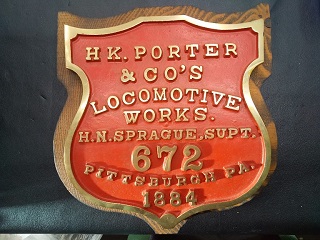 H.K. PORTER
& CO'S
LOCOMOTIVE
WORKS.
H.N. SPRAGUE, SUPT.
672
PITTSBURGH PA.
1884